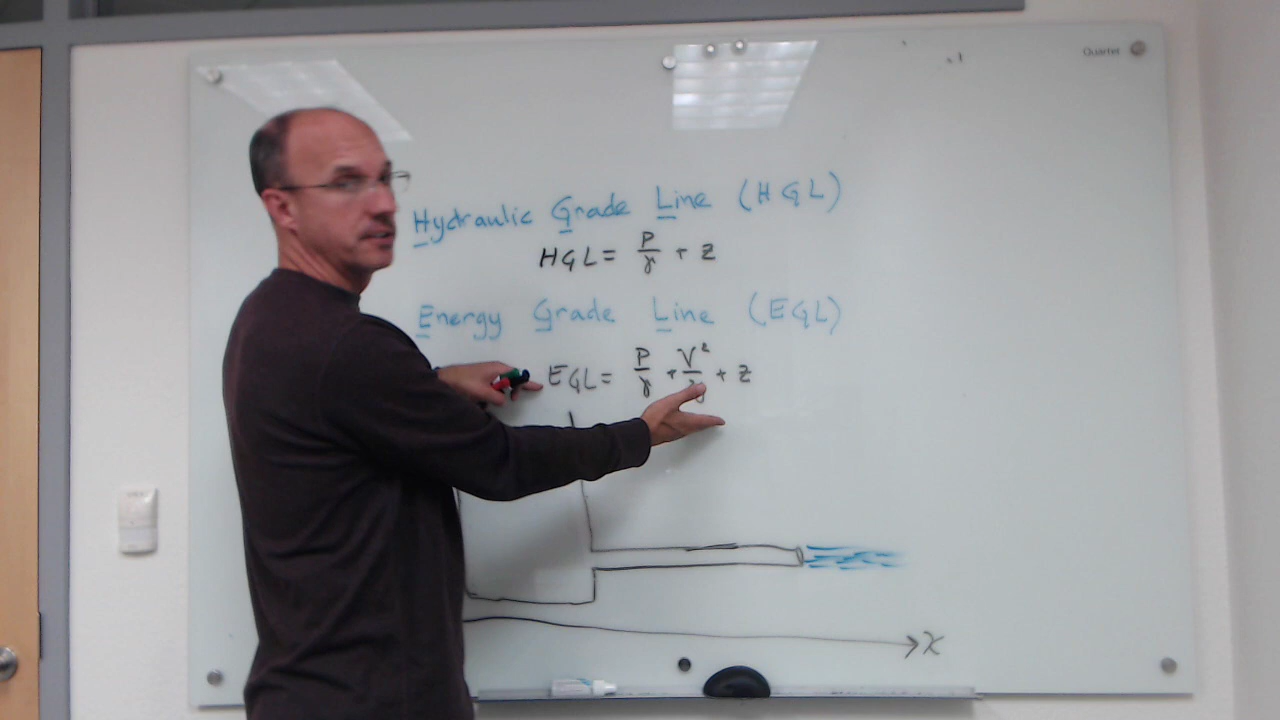 Quartet
Hydraulic Grade Line (HGL)
HGL = P/γ + z
Energy Grade Line (EGL)
EGL = P/γ + V²/2g + z
x